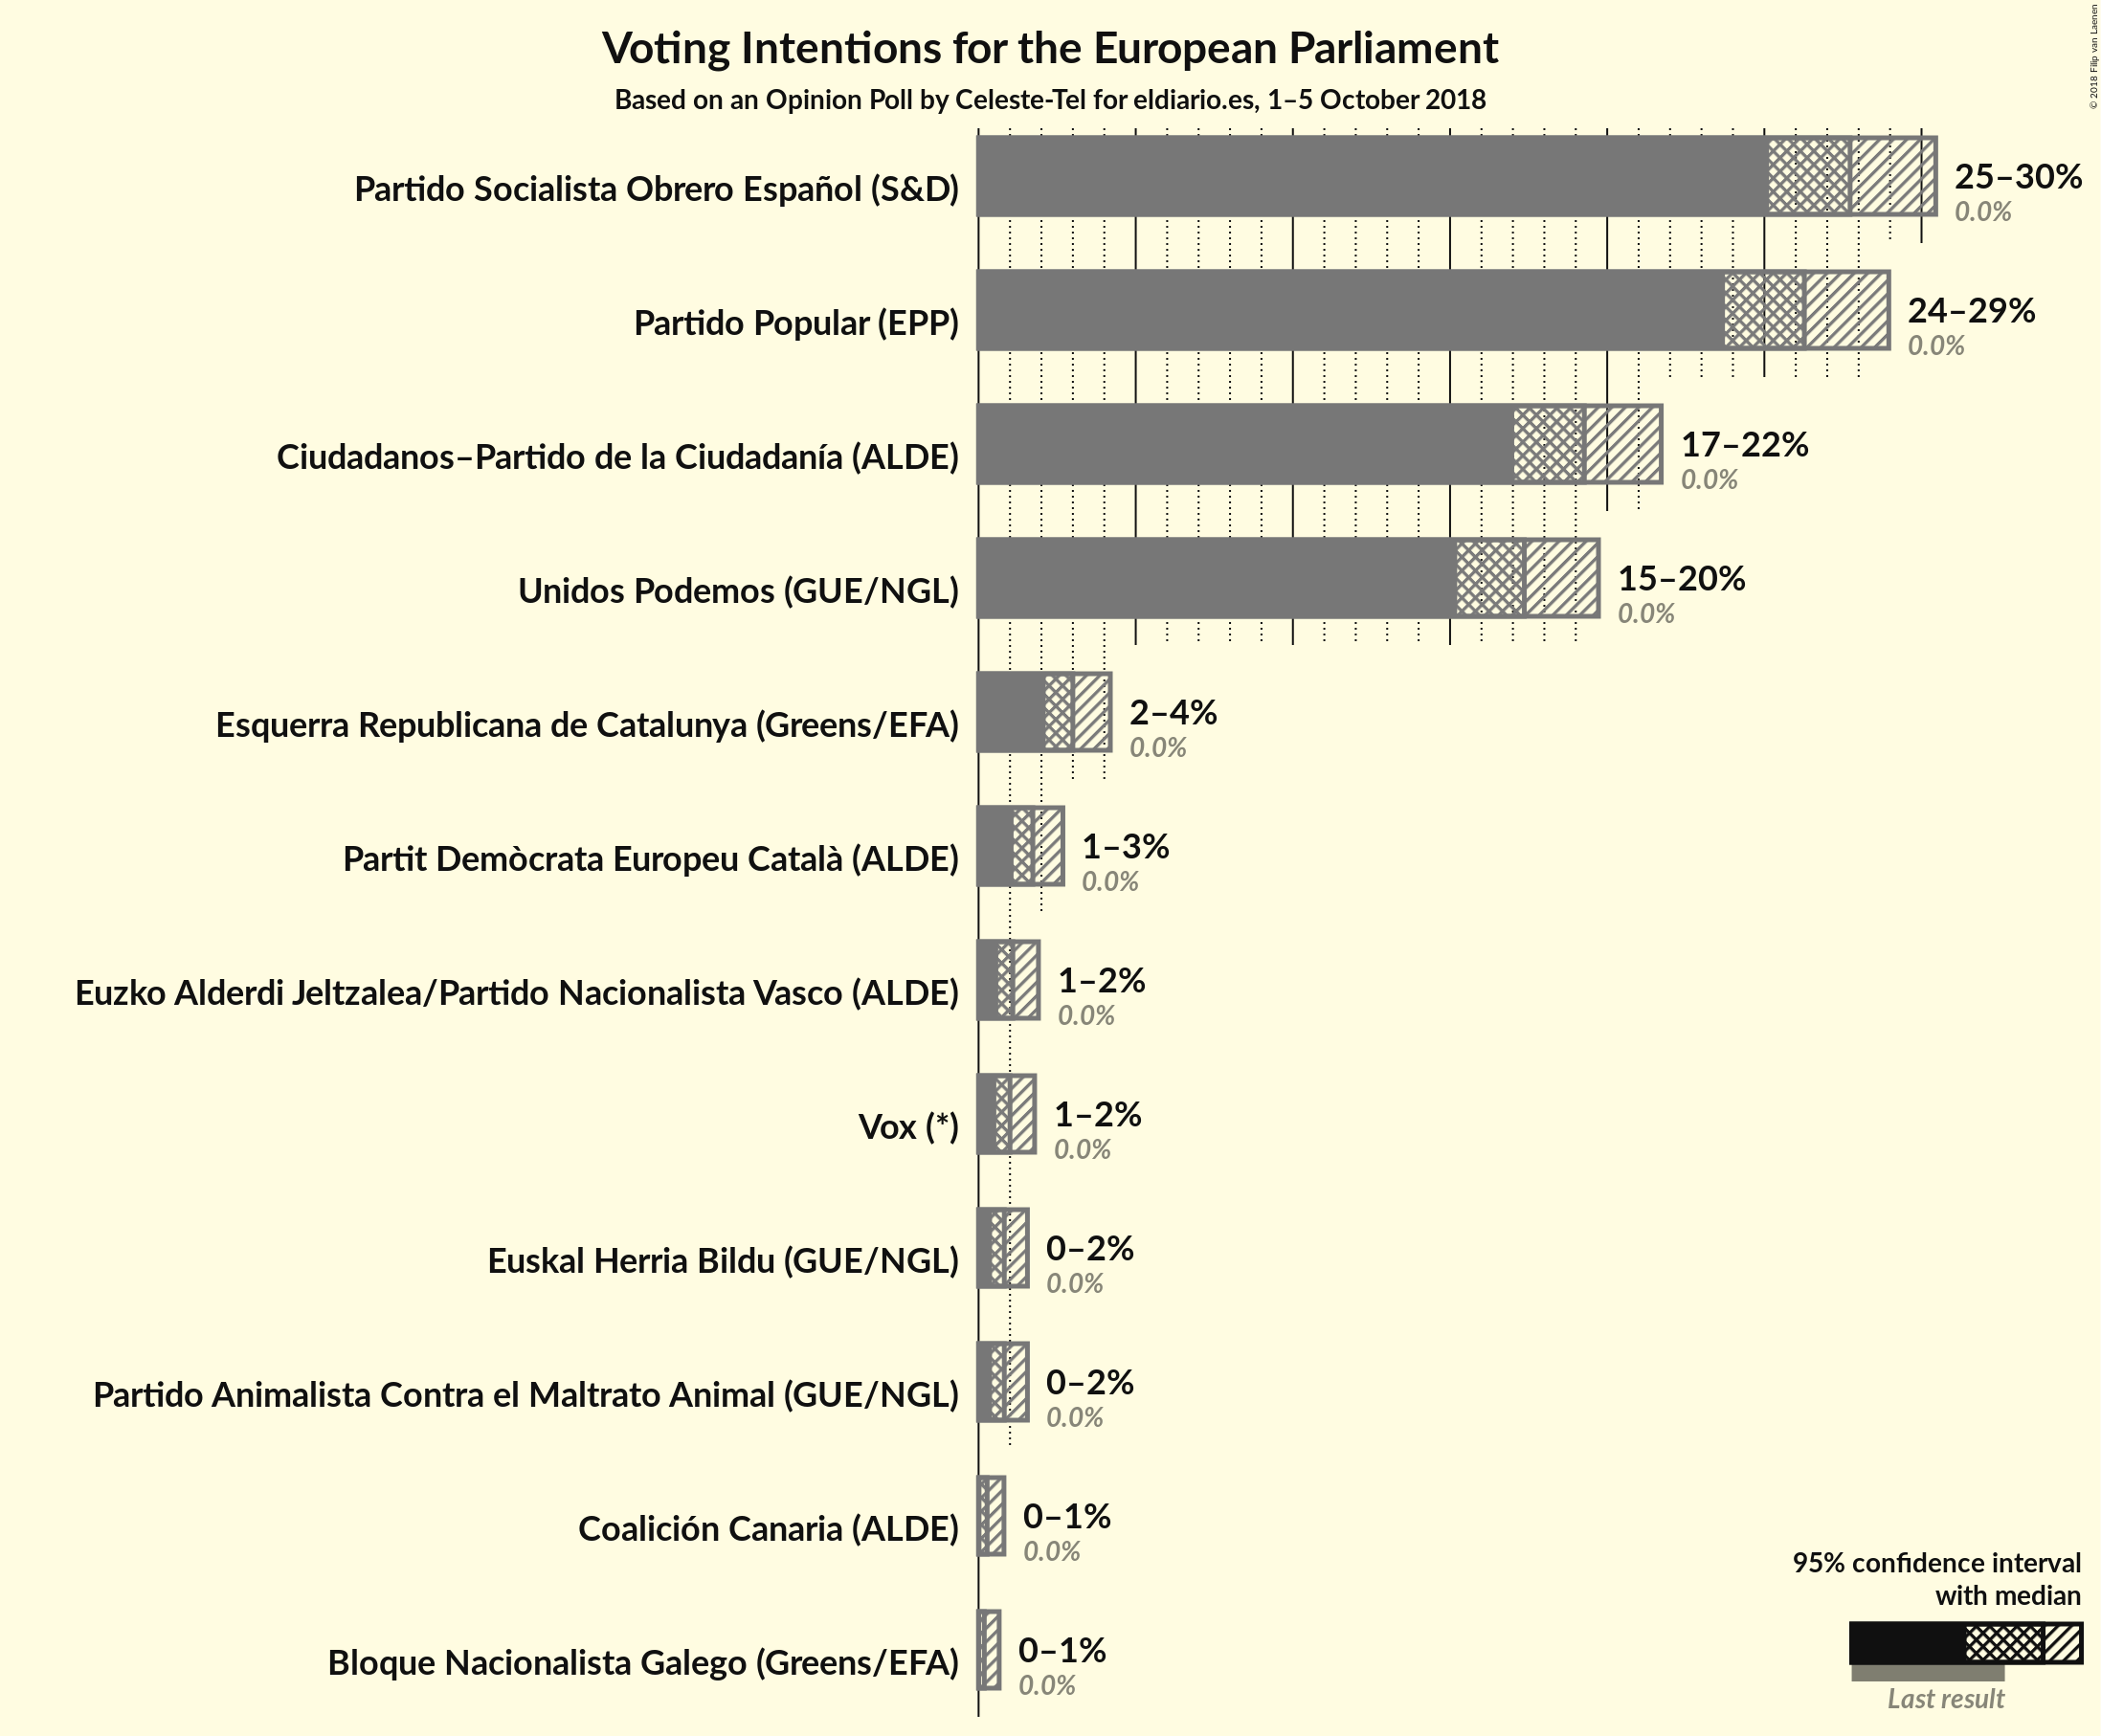 Voting Intentions for the European Parliament
Based on an Opinion Poll by Celeste-Tel for eldiario.es, 1–5 October 2018
© 2018 Filip van Laenen
Partido Socialista Obrero Español (S&D)
25–30%
0.0%
Partido Popular (EPP)
24–29%
0.0%
Ciudadanos–Partido de la Ciudadanía (ALDE)
17–22%
0.0%
Unidos Podemos (GUE/NGL)
15–20%
0.0%
Esquerra Republicana de Catalunya (Greens/EFA)
2–4%
0.0%
Partit Demòcrata Europeu Català (ALDE)
1–3%
0.0%
Euzko Alderdi Jeltzalea/Partido Nacionalista Vasco (ALDE)
1–2%
0.0%
Vox (*)
1–2%
0.0%
Euskal Herria Bildu (GUE/NGL)
0–2%
0.0%
Partido Animalista Contra el Maltrato Animal (GUE/NGL)
0–2%
0.0%
Coalición Canaria (ALDE)
0–1%
0.0%
Bloque Nacionalista Galego (Greens/EFA)
0–1%
0.0%
95% confidence interval
with median
Last result